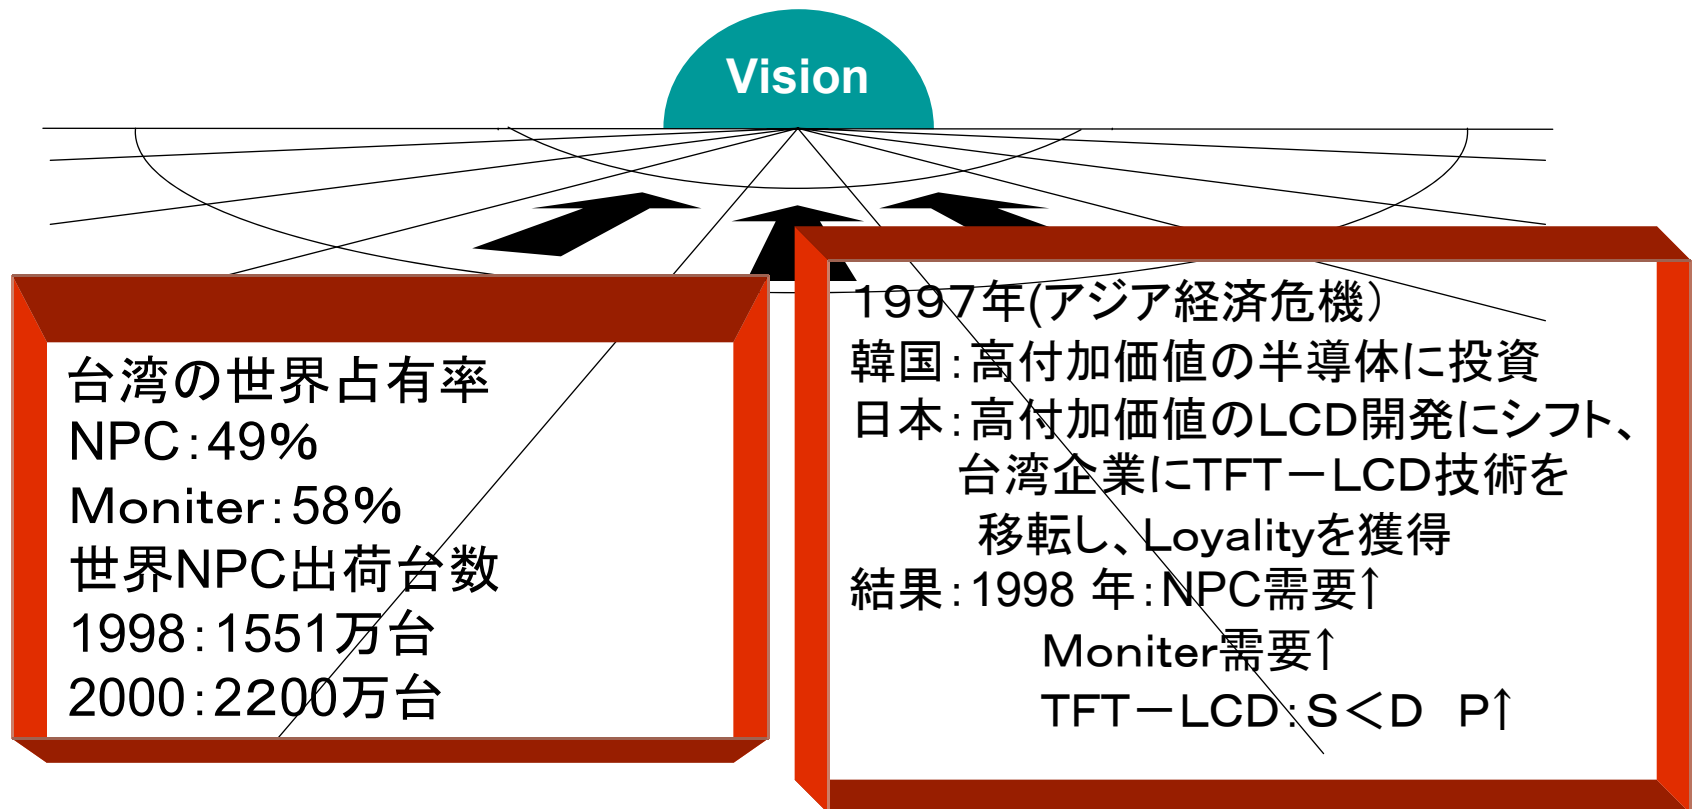 Vision
台湾の世界占有率
NPC：49%
Moniter：58%
世界NPC出荷台数
1998：1551万台
2000：2200万台
1997年(アジア経済危機）
韓国：高付加価値の半導体に投資
日本：高付加価値のLCD開発にシフト、
台湾企業にTFT－LCD技術を
移転し、Loyalityを獲得
結果：1998 年：NPC需要↑
Moniter需要↑
TFT－LCD：S＜D　P↑